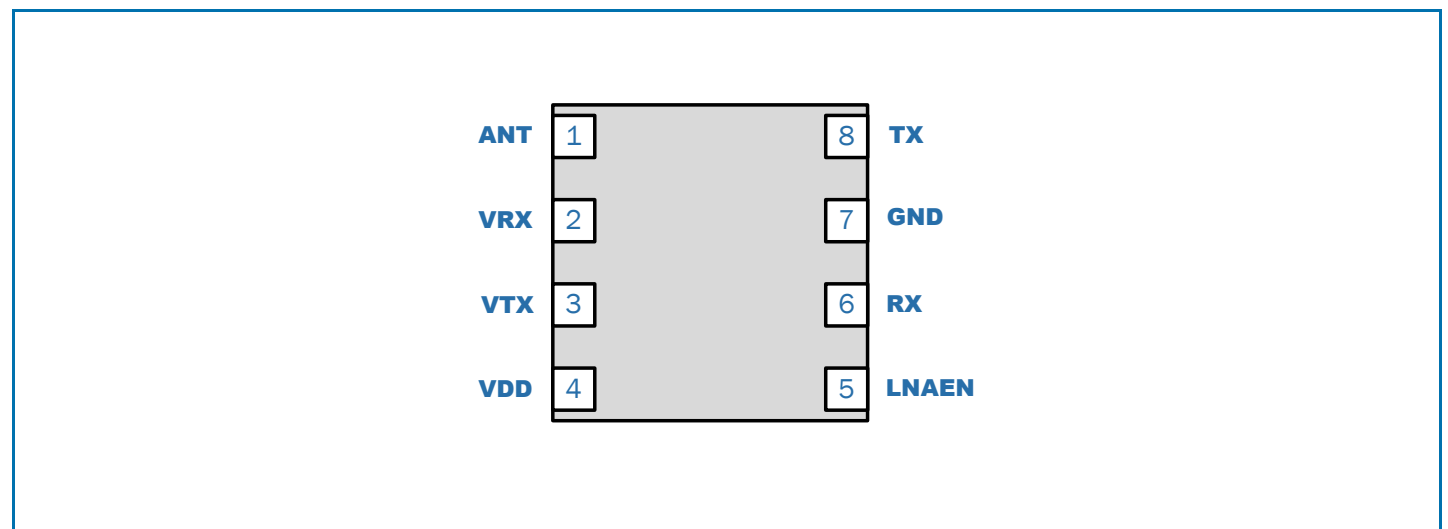 ANT 1 8 TX
VRX 2 7 GND
VTX 3 6 RX
VDD 4 5 LNAEN